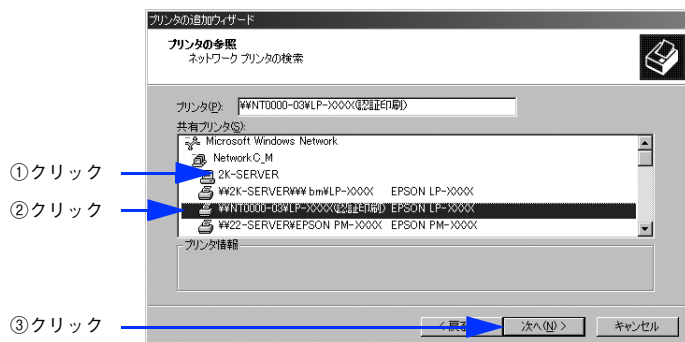 プリンタの追加ウィザード
プリンタの参照
ネットワーク プリンタの検索
プリンタ(P): ¥¥NT0000-03¥LP-XXXX(認証印刷)
共有プリンタ(S):
Microsoft Windows Network
NetworkC_M
①クリック
2K-SERVER
¥¥2K-SERVER¥¥¥ bm¥LP-XXXX EPSON LP-XXXX
②クリック
¥¥NT0000-03¥LP-XXXX(認証印刷) EPSON LP-XXXX
¥¥22-SERVER¥EPSON PM-XXXX EPSON PM-XXXX
プリンタ情報
③クリック
< 戻る 次へ(N) > キャンセル